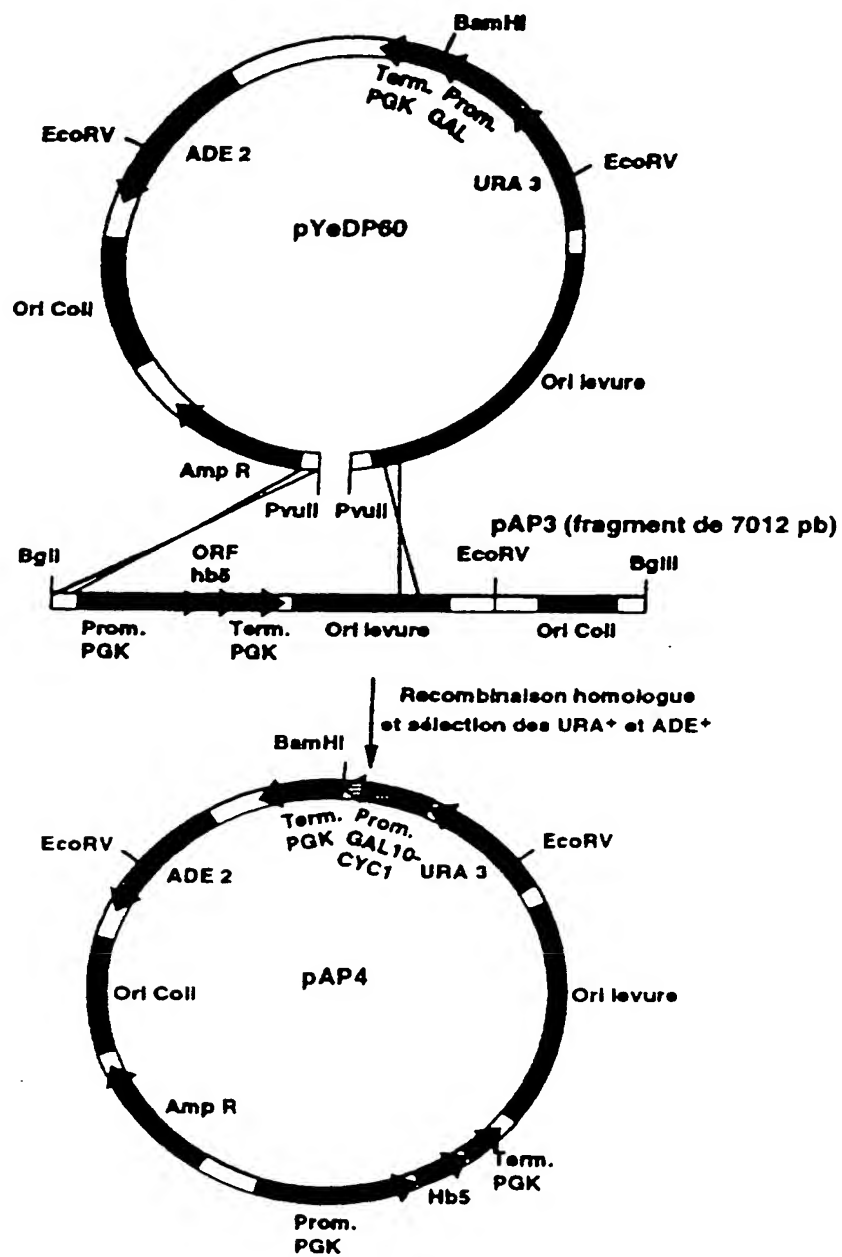 BamHI
Term. Prom.
PGK GAL
EcoRV
ADE 2
EcoRV
URA 3
pYeDP60
Ori Coli
Ori levure
Amp R
PvuII PvuII
pAP3 (fragment de 7012 pb)
BglI
ORF
hb5
EcoRV
BglII
Prom.
PGK
Term.
PGK
Ori levure
Ori Coli
Recombinaison homologue
et sélection des URA+ et ADE+
BamHI
Term. Prom.
PGK GAL10-
CYC1
EcoRV
ADE 2
URA 3
EcoRV
pAP4
Ori Coli
Ori levure
Amp R
Term.
PGK
Hb5
Prom.
PGK